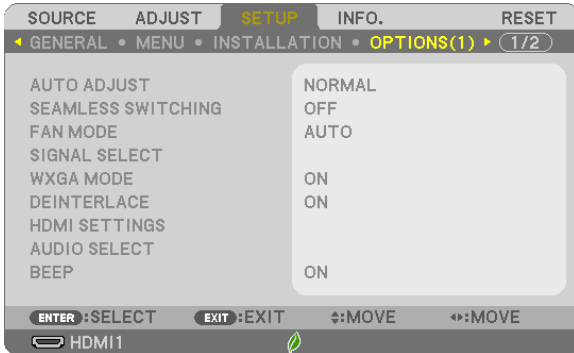 SOURCE ADJUST SETUP INFO. RESET
GENERAL • MENU • INSTALLATION • OPTIONS(1) 1/2
AUTO ADJUST NORMAL
SEAMLESS SWITCHING OFF
FAN MODE AUTO
SIGNAL SELECT
WXGA MODE ON
DEINTERLACE ON
HDMI SETTINGS
AUDIO SELECT
BEEP ON
ENTER :SELECT EXIT :EXIT :MOVE :MOVE
HDMI1